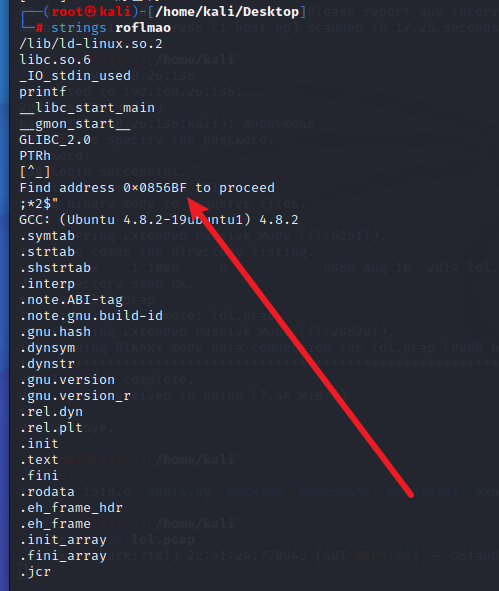 (root㉿kali)-[/home/kali/Desktop]
# strings roflmao
/lib/ld-linux.so.2
libc.so.6
_IO_stdin_used
printf
__libc_start_main
__gmon_start__
GLIBC_2.0
PTRh
[^_]
Find address 0×0856BF to proceed
;*2$"
GCC: (Ubuntu 4.8.2-19ubuntu1) 4.8.2
.symtab
.strtab
.shstrtab
.interp
.note.ABI-tag
.note.gnu.build-id
.gnu.hash
.dynsym
.dynstr
.gnu.version
.gnu.version_r
.rel.dyn
.rel.plt
.init
.text
.fini
.rodata
.eh_frame_hdr
.eh_frame
.init_array
.fini_array
.jcr